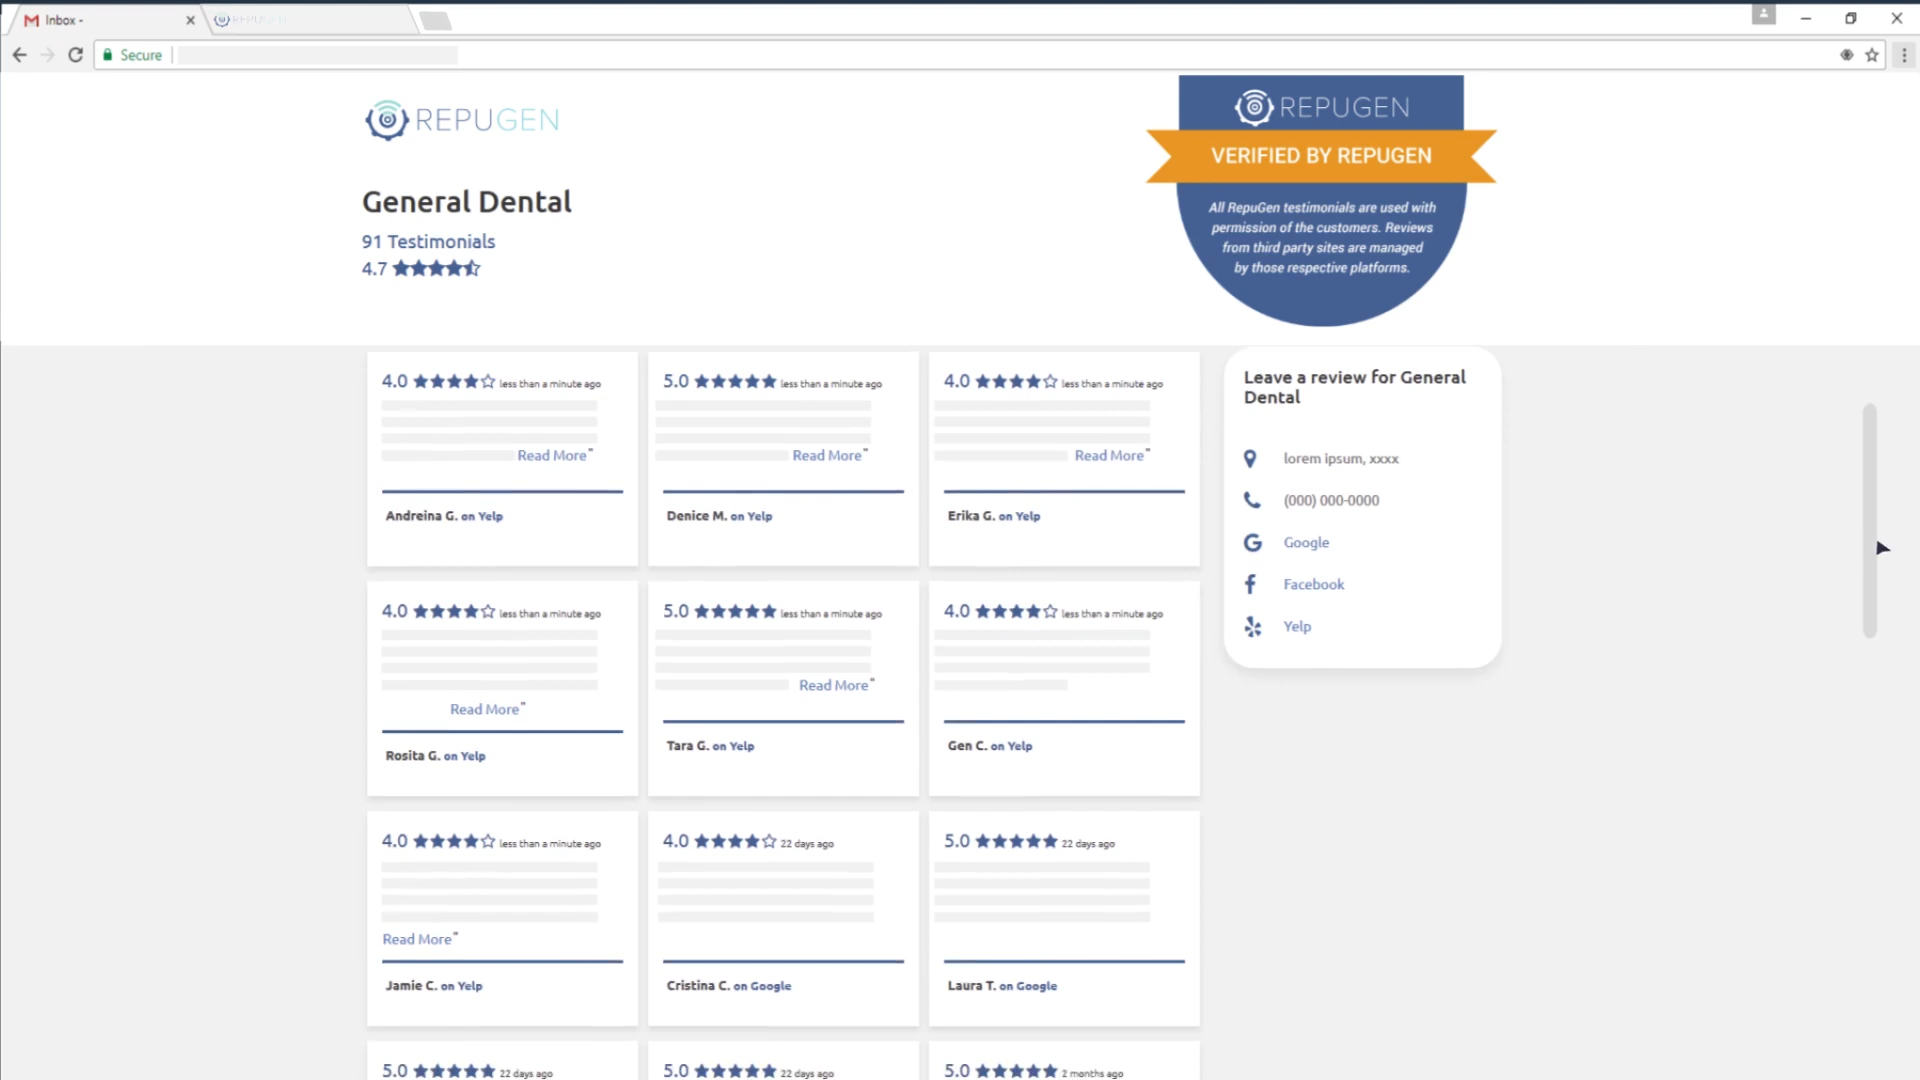 Inbox -
REPUGEN
Secure
REPUGEN
General Dental
91 Testimonials
4.7
REPUGEN
VERIFIED BY REPUGEN
All RepuGen testimonials are used with
permission of the customers. Reviews
from third party sites are managed
by those respective platforms.
4.0 less than a minute ago
Read More"
Andreina G. on Yelp
5.0 less than a minute ago
Read More"
Denice M. on Yelp
4.0 less than a minute ago
Read More"
Erika G. on Yelp
Leave a review for General
Dental
lorem ipsum, xxxx
(000) 000-0000
Google
Facebook
Yelp
4.0 less than a minute ago
Read More"
Rosita G. on Yelp
5.0 less than a minute ago
Read More"
Tara G. on Yelp
4.0 less than a minute ago
Gen C. on Yelp
4.0 less than a minute ago
Read More"
Jamie C. on Yelp
4.0 22 days ago
Cristina C. on Google
5.0 22 days ago
Laura T. on Google
5.0 22 days ago
5.0 22 days ago
5.0 2 months ago